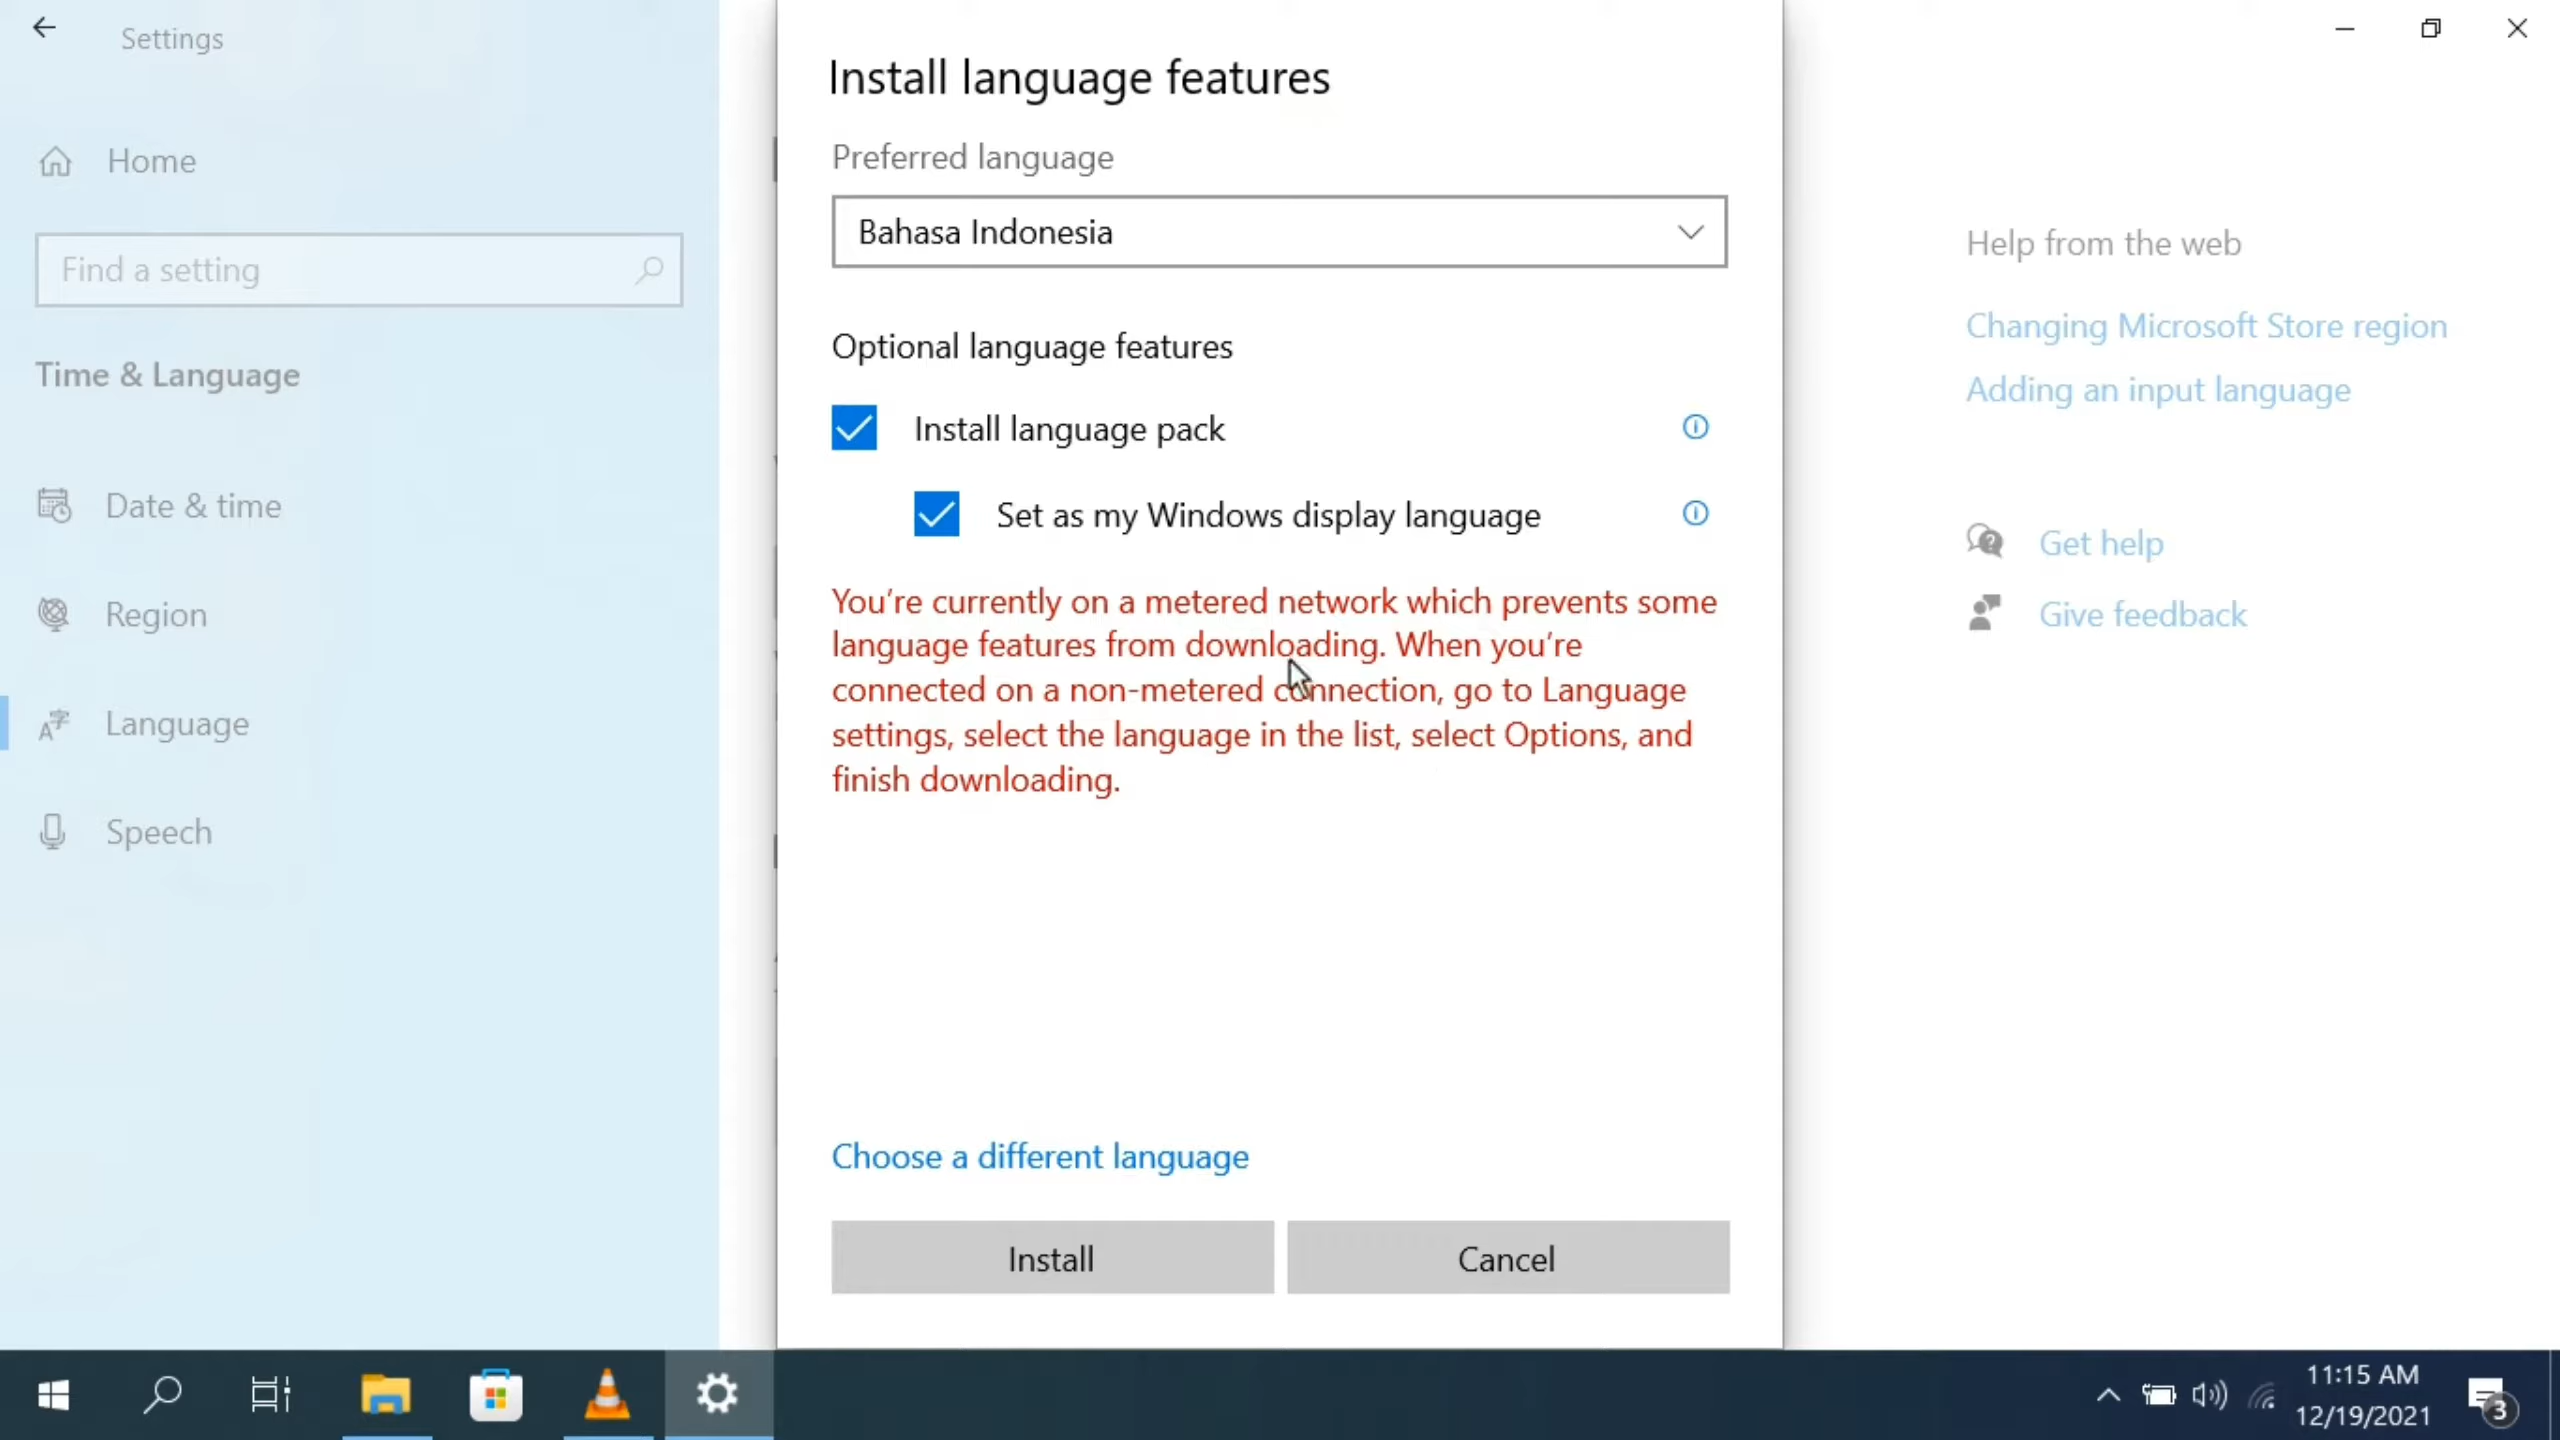 Settings
Home
Find a setting
Time & Language
Date & time
Region
Language
Speech
Install language features
Preferred language
Bahasa Indonesia
Optional language features
Install language pack
Set as my Windows display language
You're currently on a metered network which prevents some
language features from downloading. When you're
connected on a non-metered connection, go to Language
settings, select the language in the list, select Options, and
finish downloading.
Choose a different language
Install
Cancel
Help from the web
Changing Microsoft Store region
Adding an input language
Get help
Give feedback
11:15 AM
12/19/2021
3